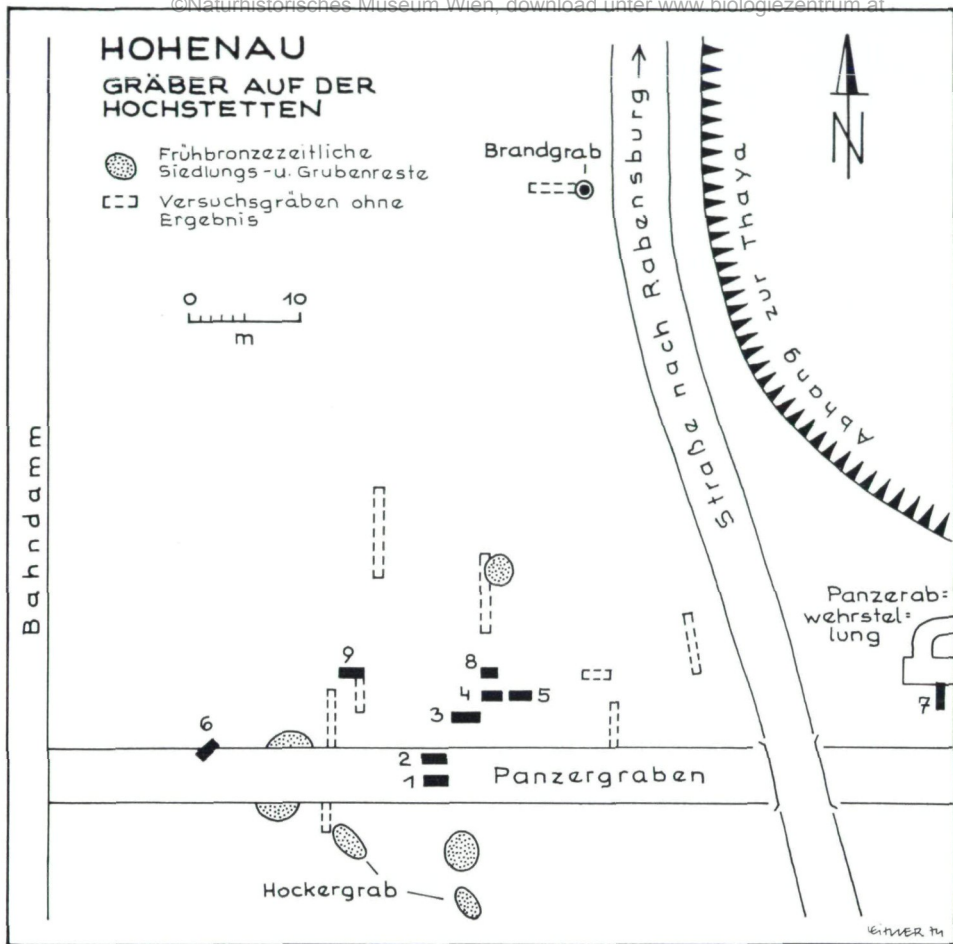 ©Naturhistorisches Museum Wien, download unter www.biologiezentrum.at
HOHENAU
GRÄBER AUF DER
HOCHSTETTEN
Frühbronzezeitliche
Siedlungs-u. Grubenreste
Versuchsgräben ohne
Ergebnis
0 10
m
Brandgrab
N
Straße nach Rabensburg
Abhang zur Thaya
Bahndamm
Panzerab=
wehrstel=
lung
7
9
8
4
5
3
6
2
1
Panzergraben
Hockergrab